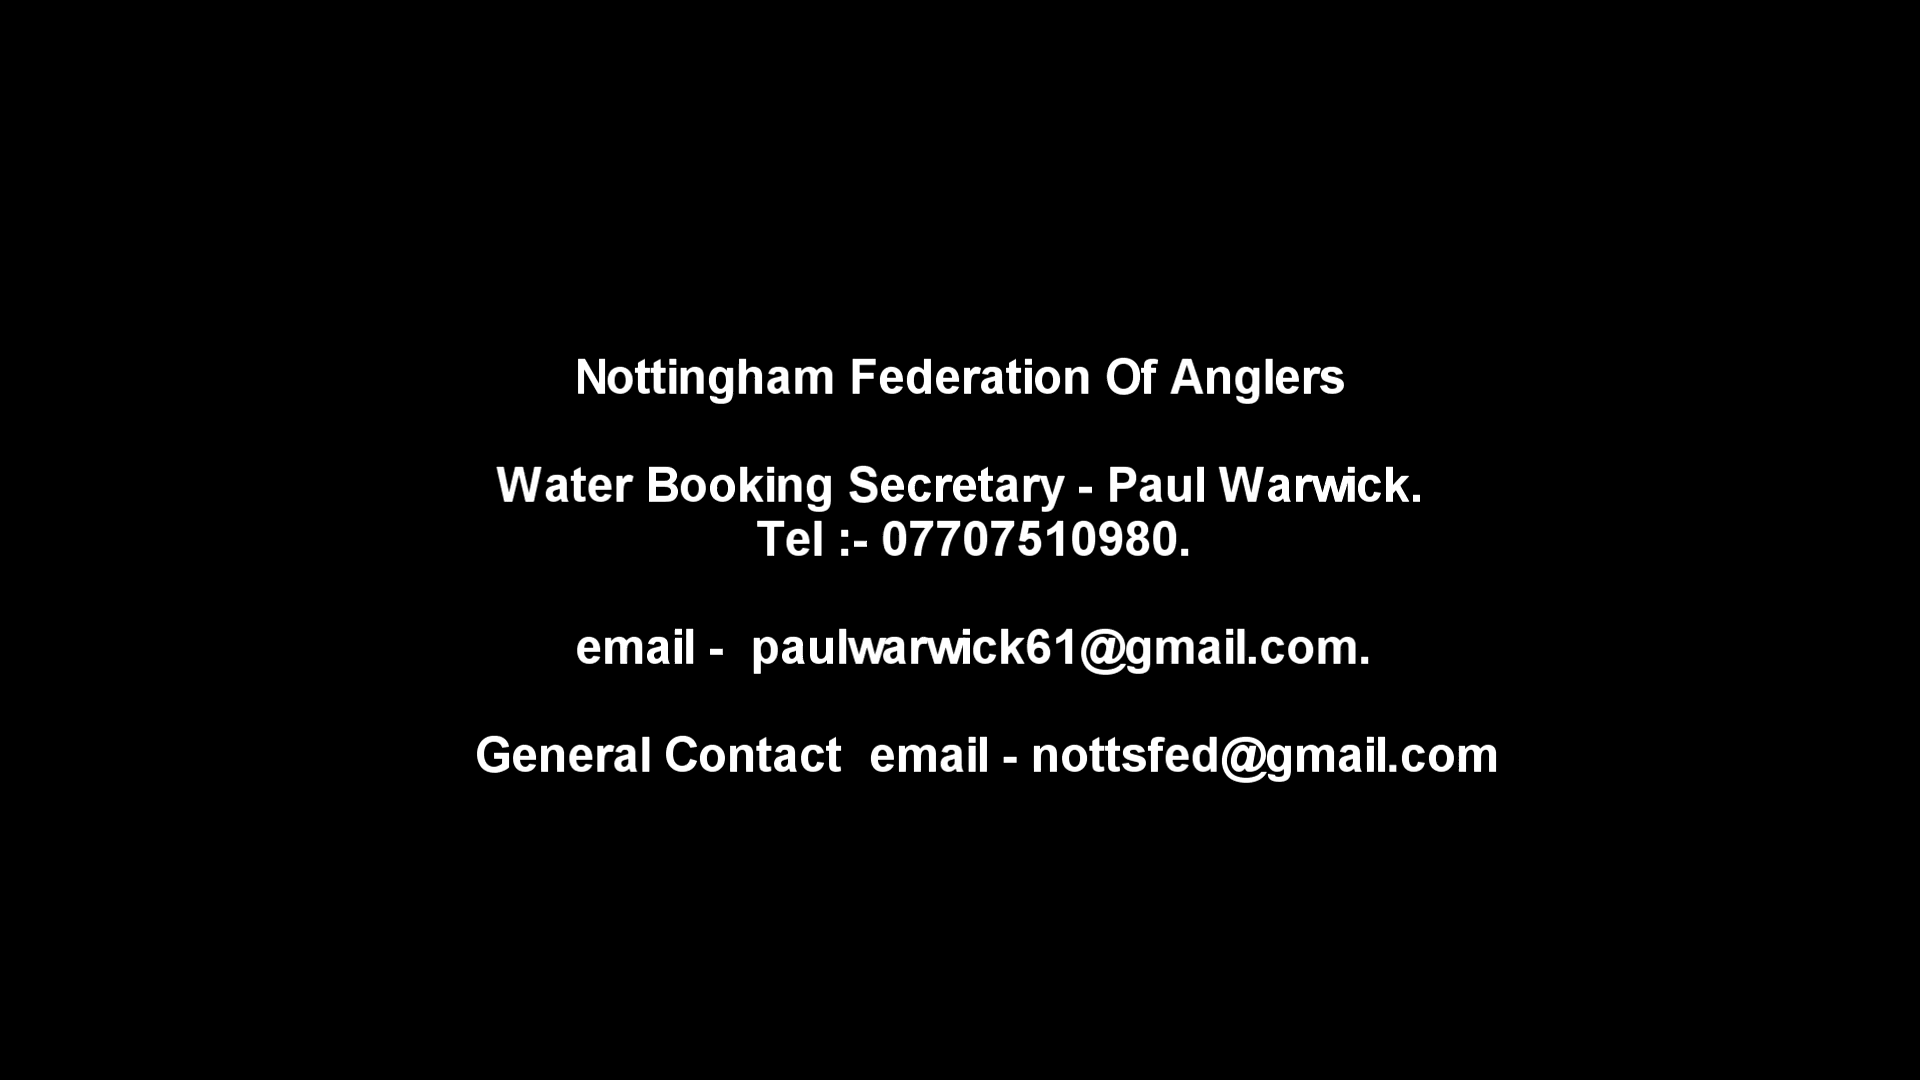 Nottingham Federation Of Anglers
Water Booking Secretary - Paul Warwick.
Tel :- 07707510980.
email -  paulwarwick61@gmail.com.
General Contact  email - nottsfed@gmail.com